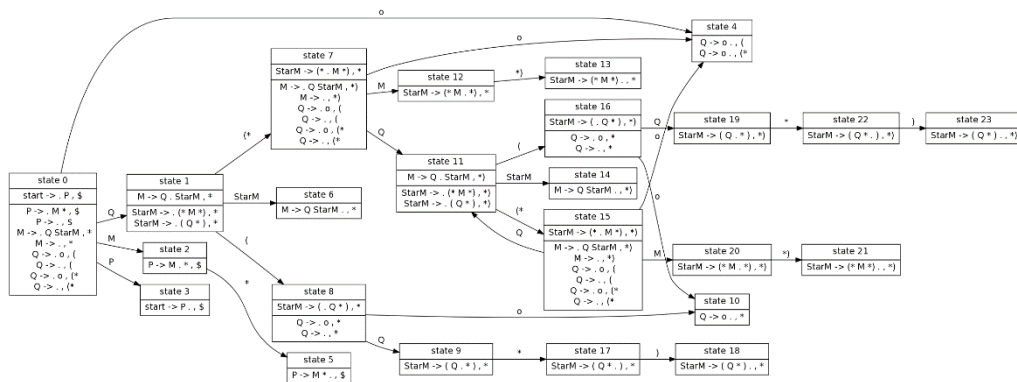 state 0
start -> . P , $
P -> . M * , $
P -> . , $
M -> . Q StarM , *
M -> . , *
Q -> . o , (
Q -> . , (
Q -> . o , (*
Q -> . , (*
Q
M
P
o
state 1
M -> Q . StarM , *
StarM -> . (* M *) , *
StarM -> . ( Q *) , *
(*
StarM
(
state 2
P -> M . * , $
*
state 3
start -> P . , $
state 7
StarM -> (* . M *) , *
M -> . Q StarM , *)
M -> . , *)
Q -> . o , (
Q -> . , (
Q -> . o , (*
Q -> . , (*
o
M
Q
state 6
M -> Q StarM . , *
state 8
StarM -> ( . Q *) , *
Q -> . o , *
Q -> . , *
o
Q
state 5
P -> M * . , $
state 12
StarM -> (* M . *) , *
*)
state 13
StarM -> (* M *) . , *
state 11
M -> Q . StarM , *)
StarM -> . (* M *) , *)
StarM -> . ( Q *) , *)
(
StarM
(*
Q
state 9
StarM -> ( Q . * ) , *
*
state 17
StarM -> ( Q * . ) , *
)
state 18
StarM -> ( Q * ) . , *
state 16
StarM -> ( . Q * ) , *)
Q -> . o , *
Q -> . , *
Q
o
state 14
M -> Q StarM . , *)
state 15
StarM -> (* . M *) , *)
M -> . Q StarM , *)
M -> . , *)
Q -> . o , (
Q -> . , (
Q -> . o , (*
Q -> . , (*
o
M
state 4
Q -> o . , (
Q -> o . , (*
state 19
StarM -> ( Q . * ) , *)
*
state 22
StarM -> ( Q * . ) , *)
)
state 23
StarM -> ( Q * ) . , *)
state 20
StarM -> (* M . *) , *)
*)
state 21
StarM -> (* M *) . , *)
state 10
Q -> o . , *